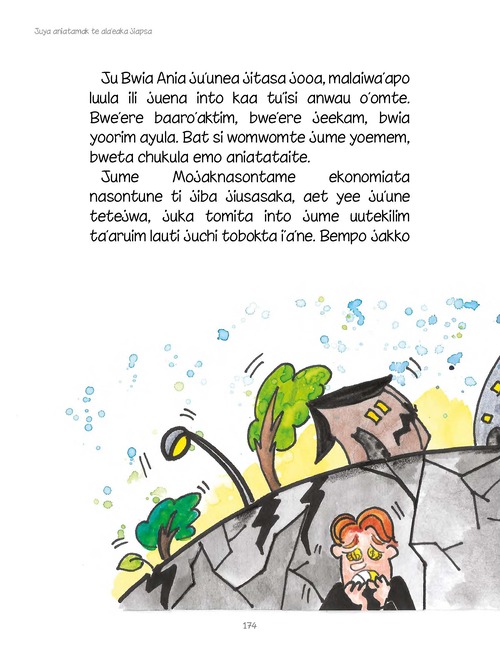 Juya aniatamak te ala'eaka jiapsa
Ju Bwia Ania ju'unea jitasa jooa, malaiwa'apo
luula ili juena into kaa tu'isi anwau o'omte.
Bwe'ere baaro'aktim, bwe'ere jeekam, bwia
yoorim ayula. Bat si womwomte jume yoemem,
bweta chukula emo aniatataite.
Jume Mojaknasontame ekonomiata
nasontune ti jiba jiusasaka, aet yee ju'une
tetejwa, juka tomita into jume uutekilim
ta'aruim lauti juchi tobokta i'a'ne. Bempo jakko
174